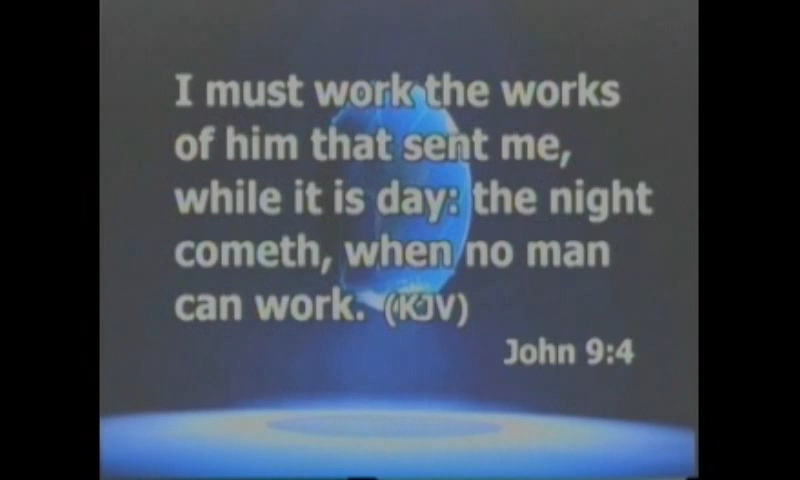 I must work the works
of him that sent me,
while it is day: the night
cometh, when no man
can work. (KJV)
John 9:4